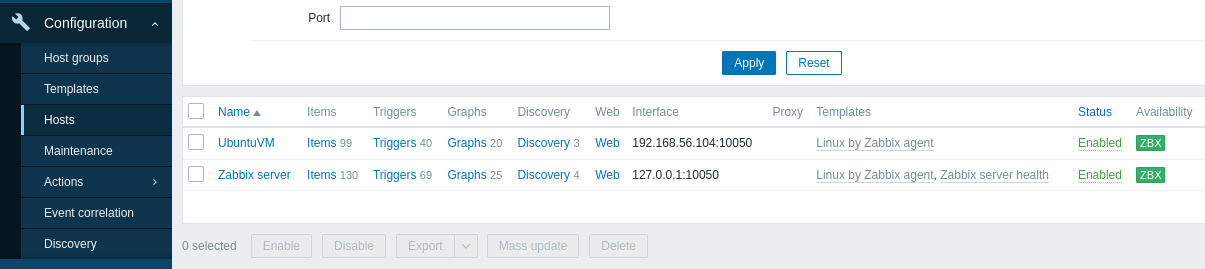 Configuration
Host groups
Templates
Hosts
Maintenance
Actions
Event correlation
Discovery
Port
Apply Reset
Name Items Triggers Graphs Discovery Web Interface Proxy Templates Status Availability
UbuntuVM Items 99 Triggers 40 Graphs 20 Discovery 3 Web 192.168.56.104:10050 Linux by Zabbix agent Enabled ZBX
Zabbix server Items 130 Triggers 69 Graphs 25 Discovery 4 Web 127.0.0.1:10050 Linux by Zabbix agent, Zabbix server health Enabled ZBX
0 selected Enable Disable Export Mass update Delete